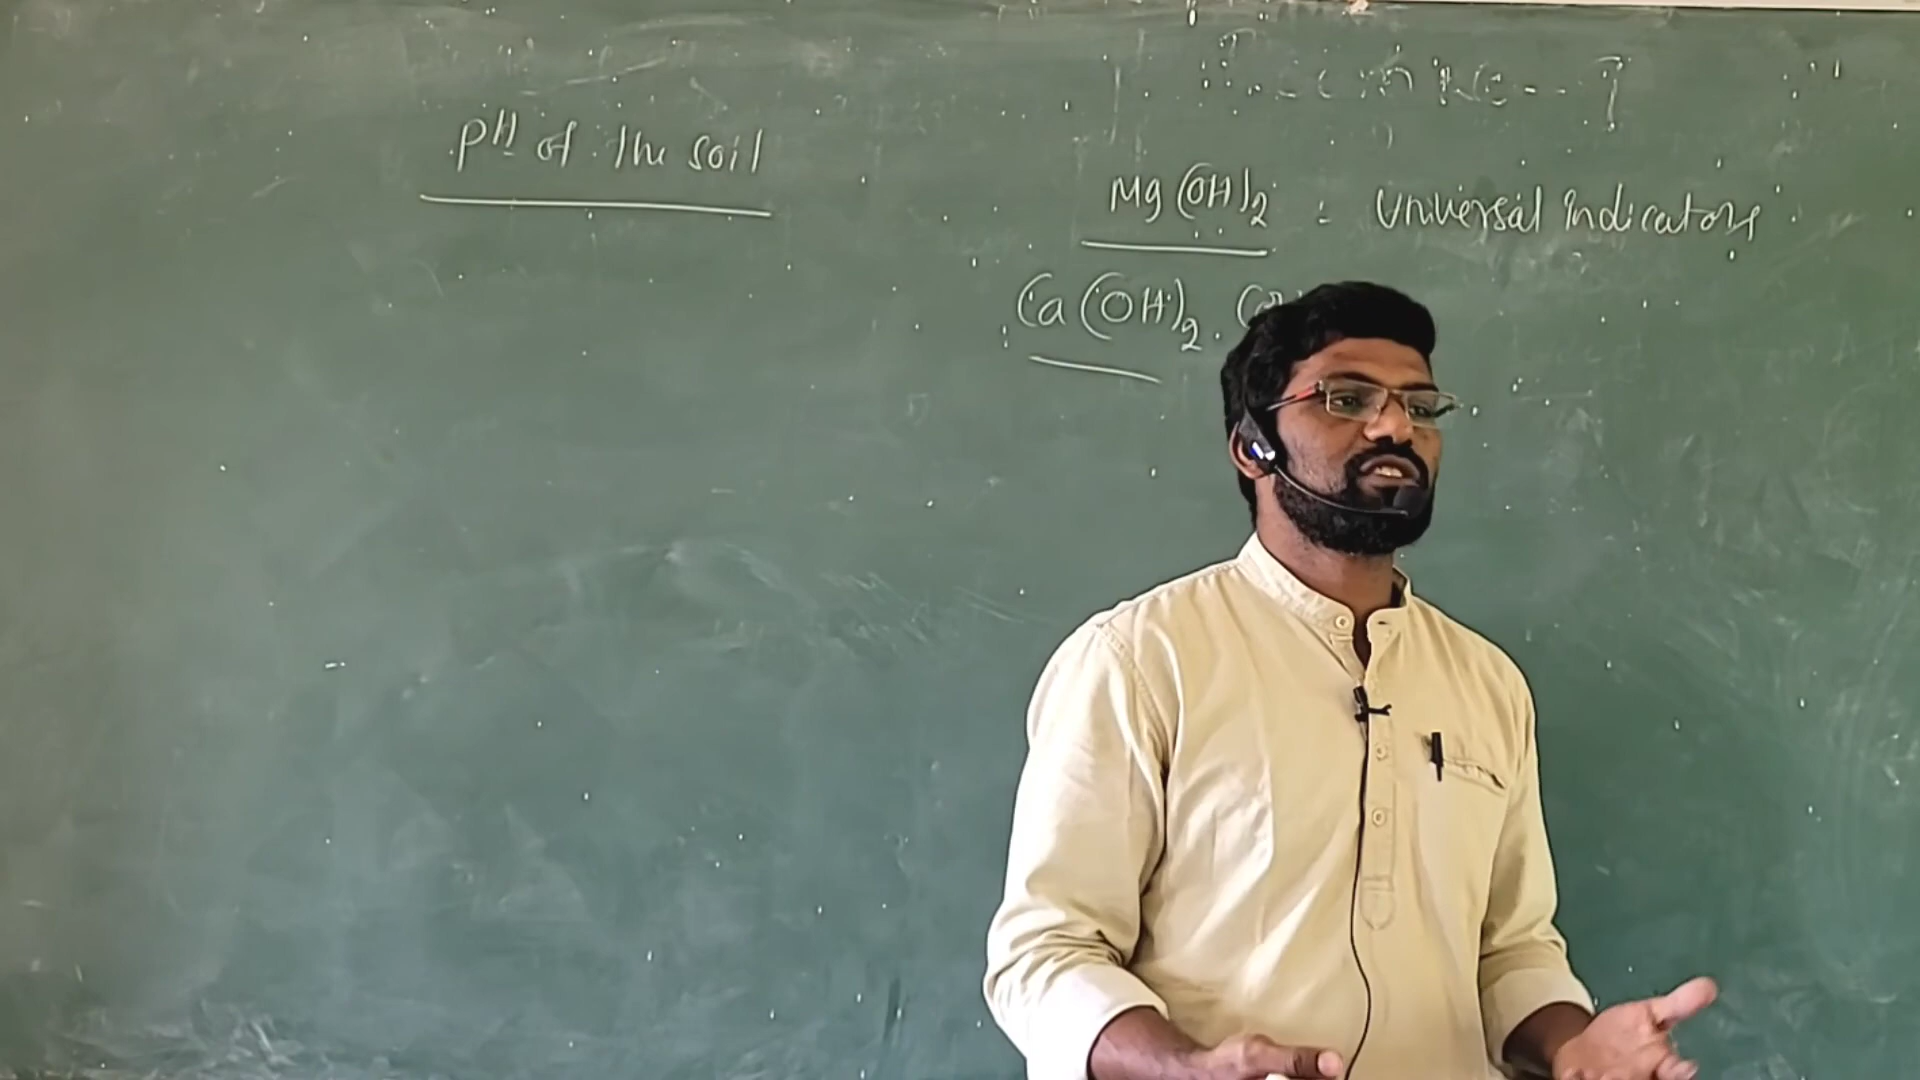 pH of the soil
Mg(OH)2 : Universal Indicators
Ca(OH)2